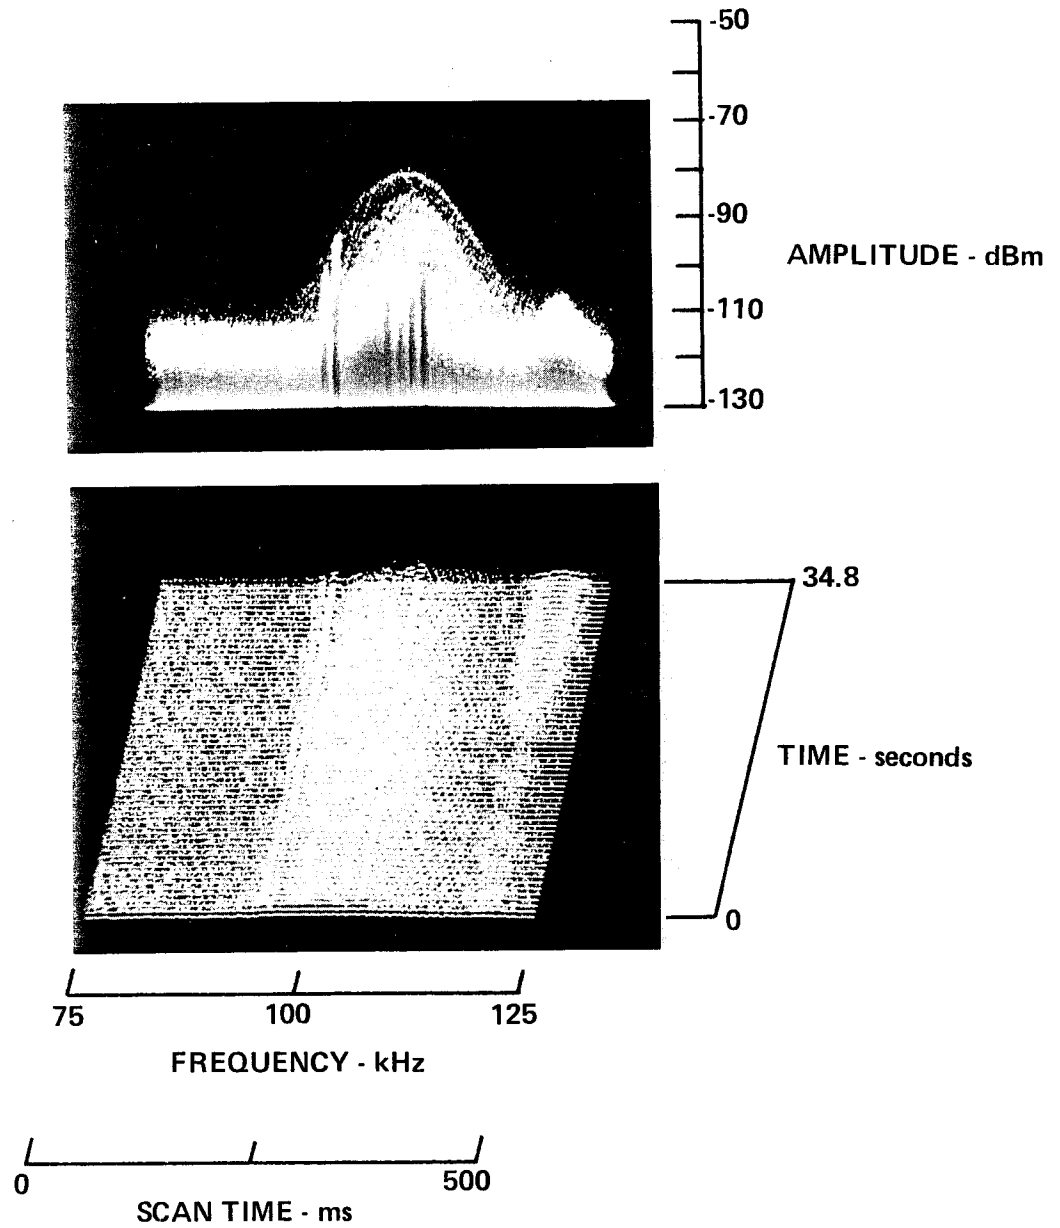 -50
-70
-90
AMPLITUDE - dBm
-110
-130
34.8
TIME - seconds
0
75 100 125
FREQUENCY - kHz
0 500
SCAN TIME - ms